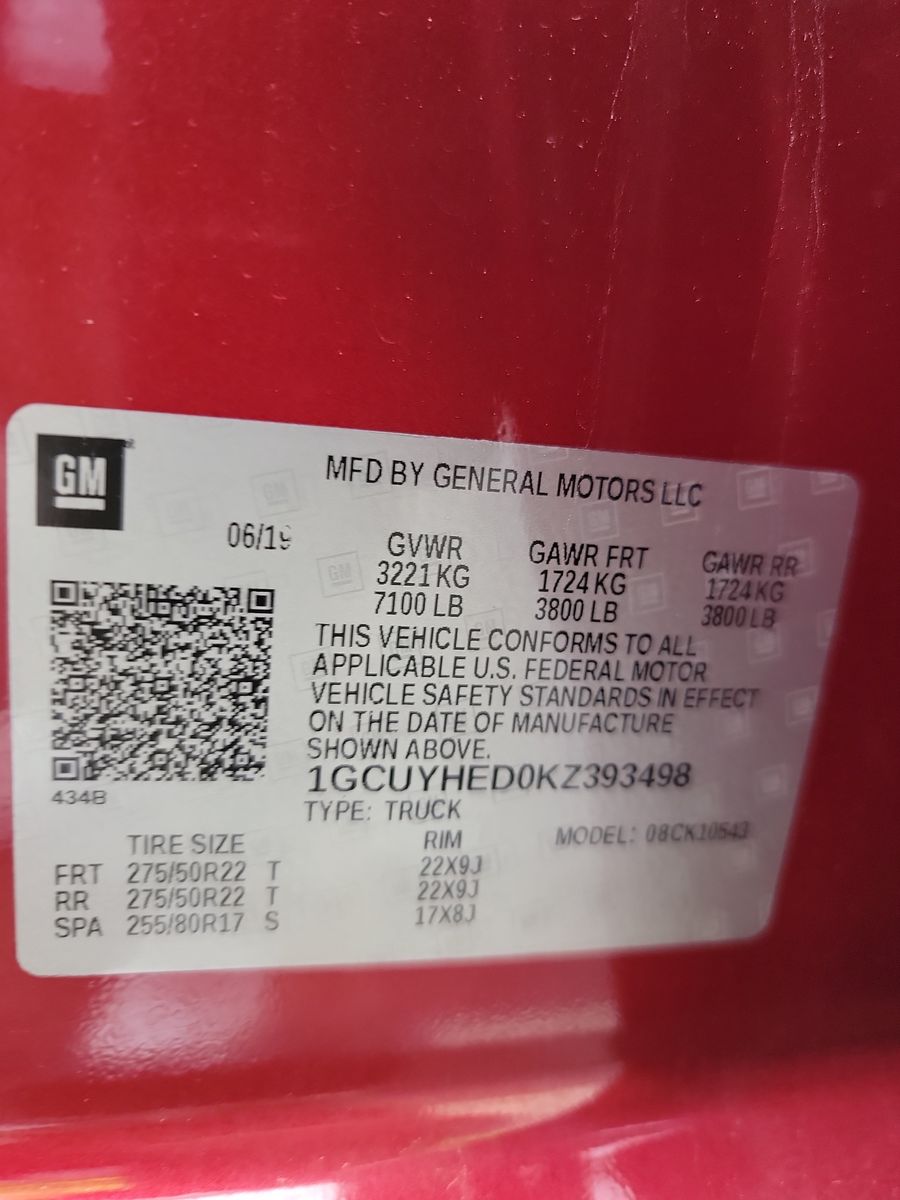 GM
MFD BY GENERAL MOTORS LLC
06/19
GVWR GAWR FRT GAWR RR
3221 KG 1724 KG 1724 KG
7100 LB 3800 LB 3800 LB
THIS VEHICLE CONFORMS TO ALL
APPLICABLE U.S. FEDERAL MOTOR
VEHICLE SAFETY STANDARDS IN EFFECT
ON THE DATE OF MANUFACTURE
SHOWN ABOVE.
1GCUYHED0KZ393498
434B
TYPE: TRUCK
TIRE SIZE RIM MODEL: 08CK10543
FRT 275/50R22 T 22X9J
RR 275/50R22 T 22X9J
SPA 255/80R17 S 17X8J